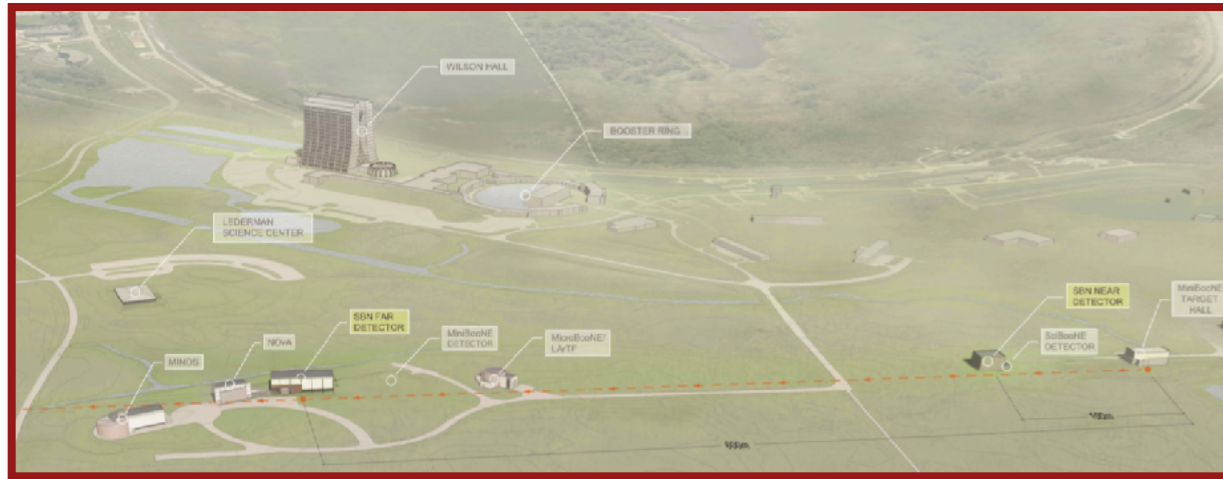 WILSON HALL
BOOSTER RING
LEDERMAN
SCIENCE CENTER
SBN NEAR
DETECTOR
MiniBooNE
TARGET
HALL
SBN FAR
DETECTOR
MiniBooNE
DETECTOR
MicroBooNE/
LArTF
SciBooNE
DETECTOR
NOvA
MINOS